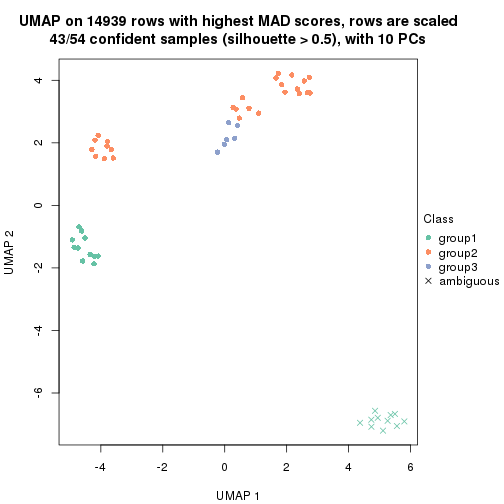 UMAP on 14939 rows with highest MAD scores, rows are scaled
43/54 confident samples (silhouette > 0.5), with 10 PCs
4
2
0
-2
-4
-6
UMAP 2
Class
group1
group2
group3
ambiguous
-4
-2
0
2
4
6
UMAP 1